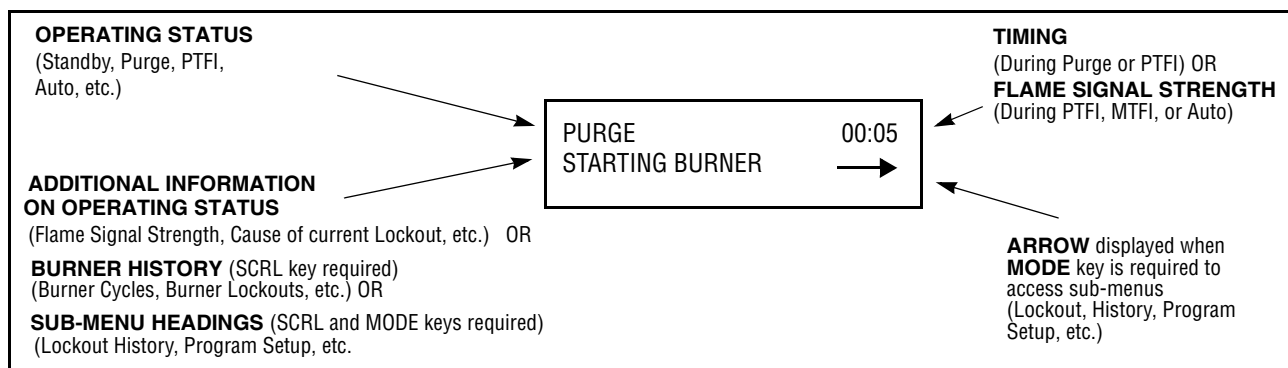 OPERATING STATUS
(Standby, Purge, PTFI,
Auto, etc.)
TIMING
(During Purge or PTFI) OR
FLAME SIGNAL STRENGTH
(During PTFI, MTFI, or Auto)
PURGE 00:05
STARTING BURNER
ADDITIONAL INFORMATION
ON OPERATING STATUS
(Flame Signal Strength, Cause of current Lockout, etc.) OR
BURNER HISTORY (SCRL key required)
(Burner Cycles, Burner Lockouts, etc.) OR
SUB-MENU HEADINGS (SCRL and MODE keys required)
(Lockout History, Program Setup, etc.
ARROW displayed when
MODE key is required to
access sub-menus
(Lockout, History, Program
Setup, etc.)